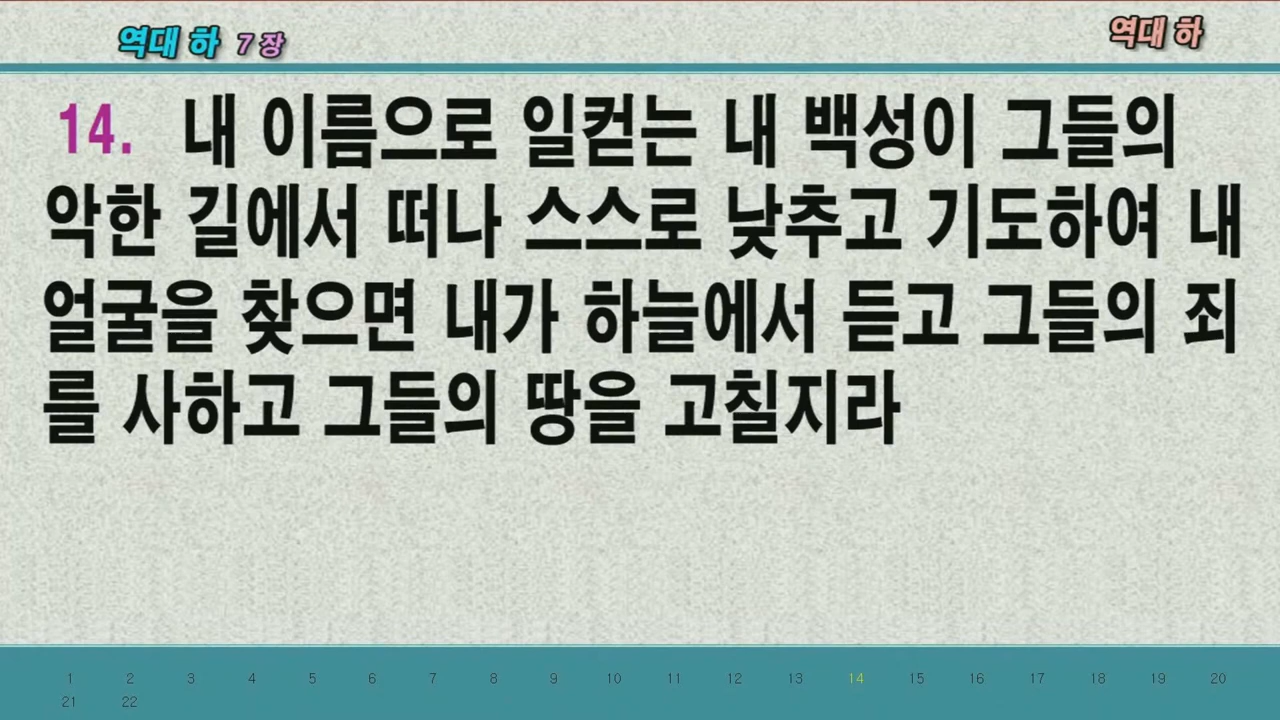 역대 하 7 장
역대 하
14. 내 이름으로 일컫는 내 백성이 그들의
악한 길에서 떠나 스스로 낮추고 기도하여 내
얼굴을 찾으면 내가 하늘에서 듣고 그들의 죄
를 사하고 그들의 땅을 고칠지라
1 2 3 4 5 6 7 8 9 10 11 12 13 14 15 16 17 18 19 20
21 22